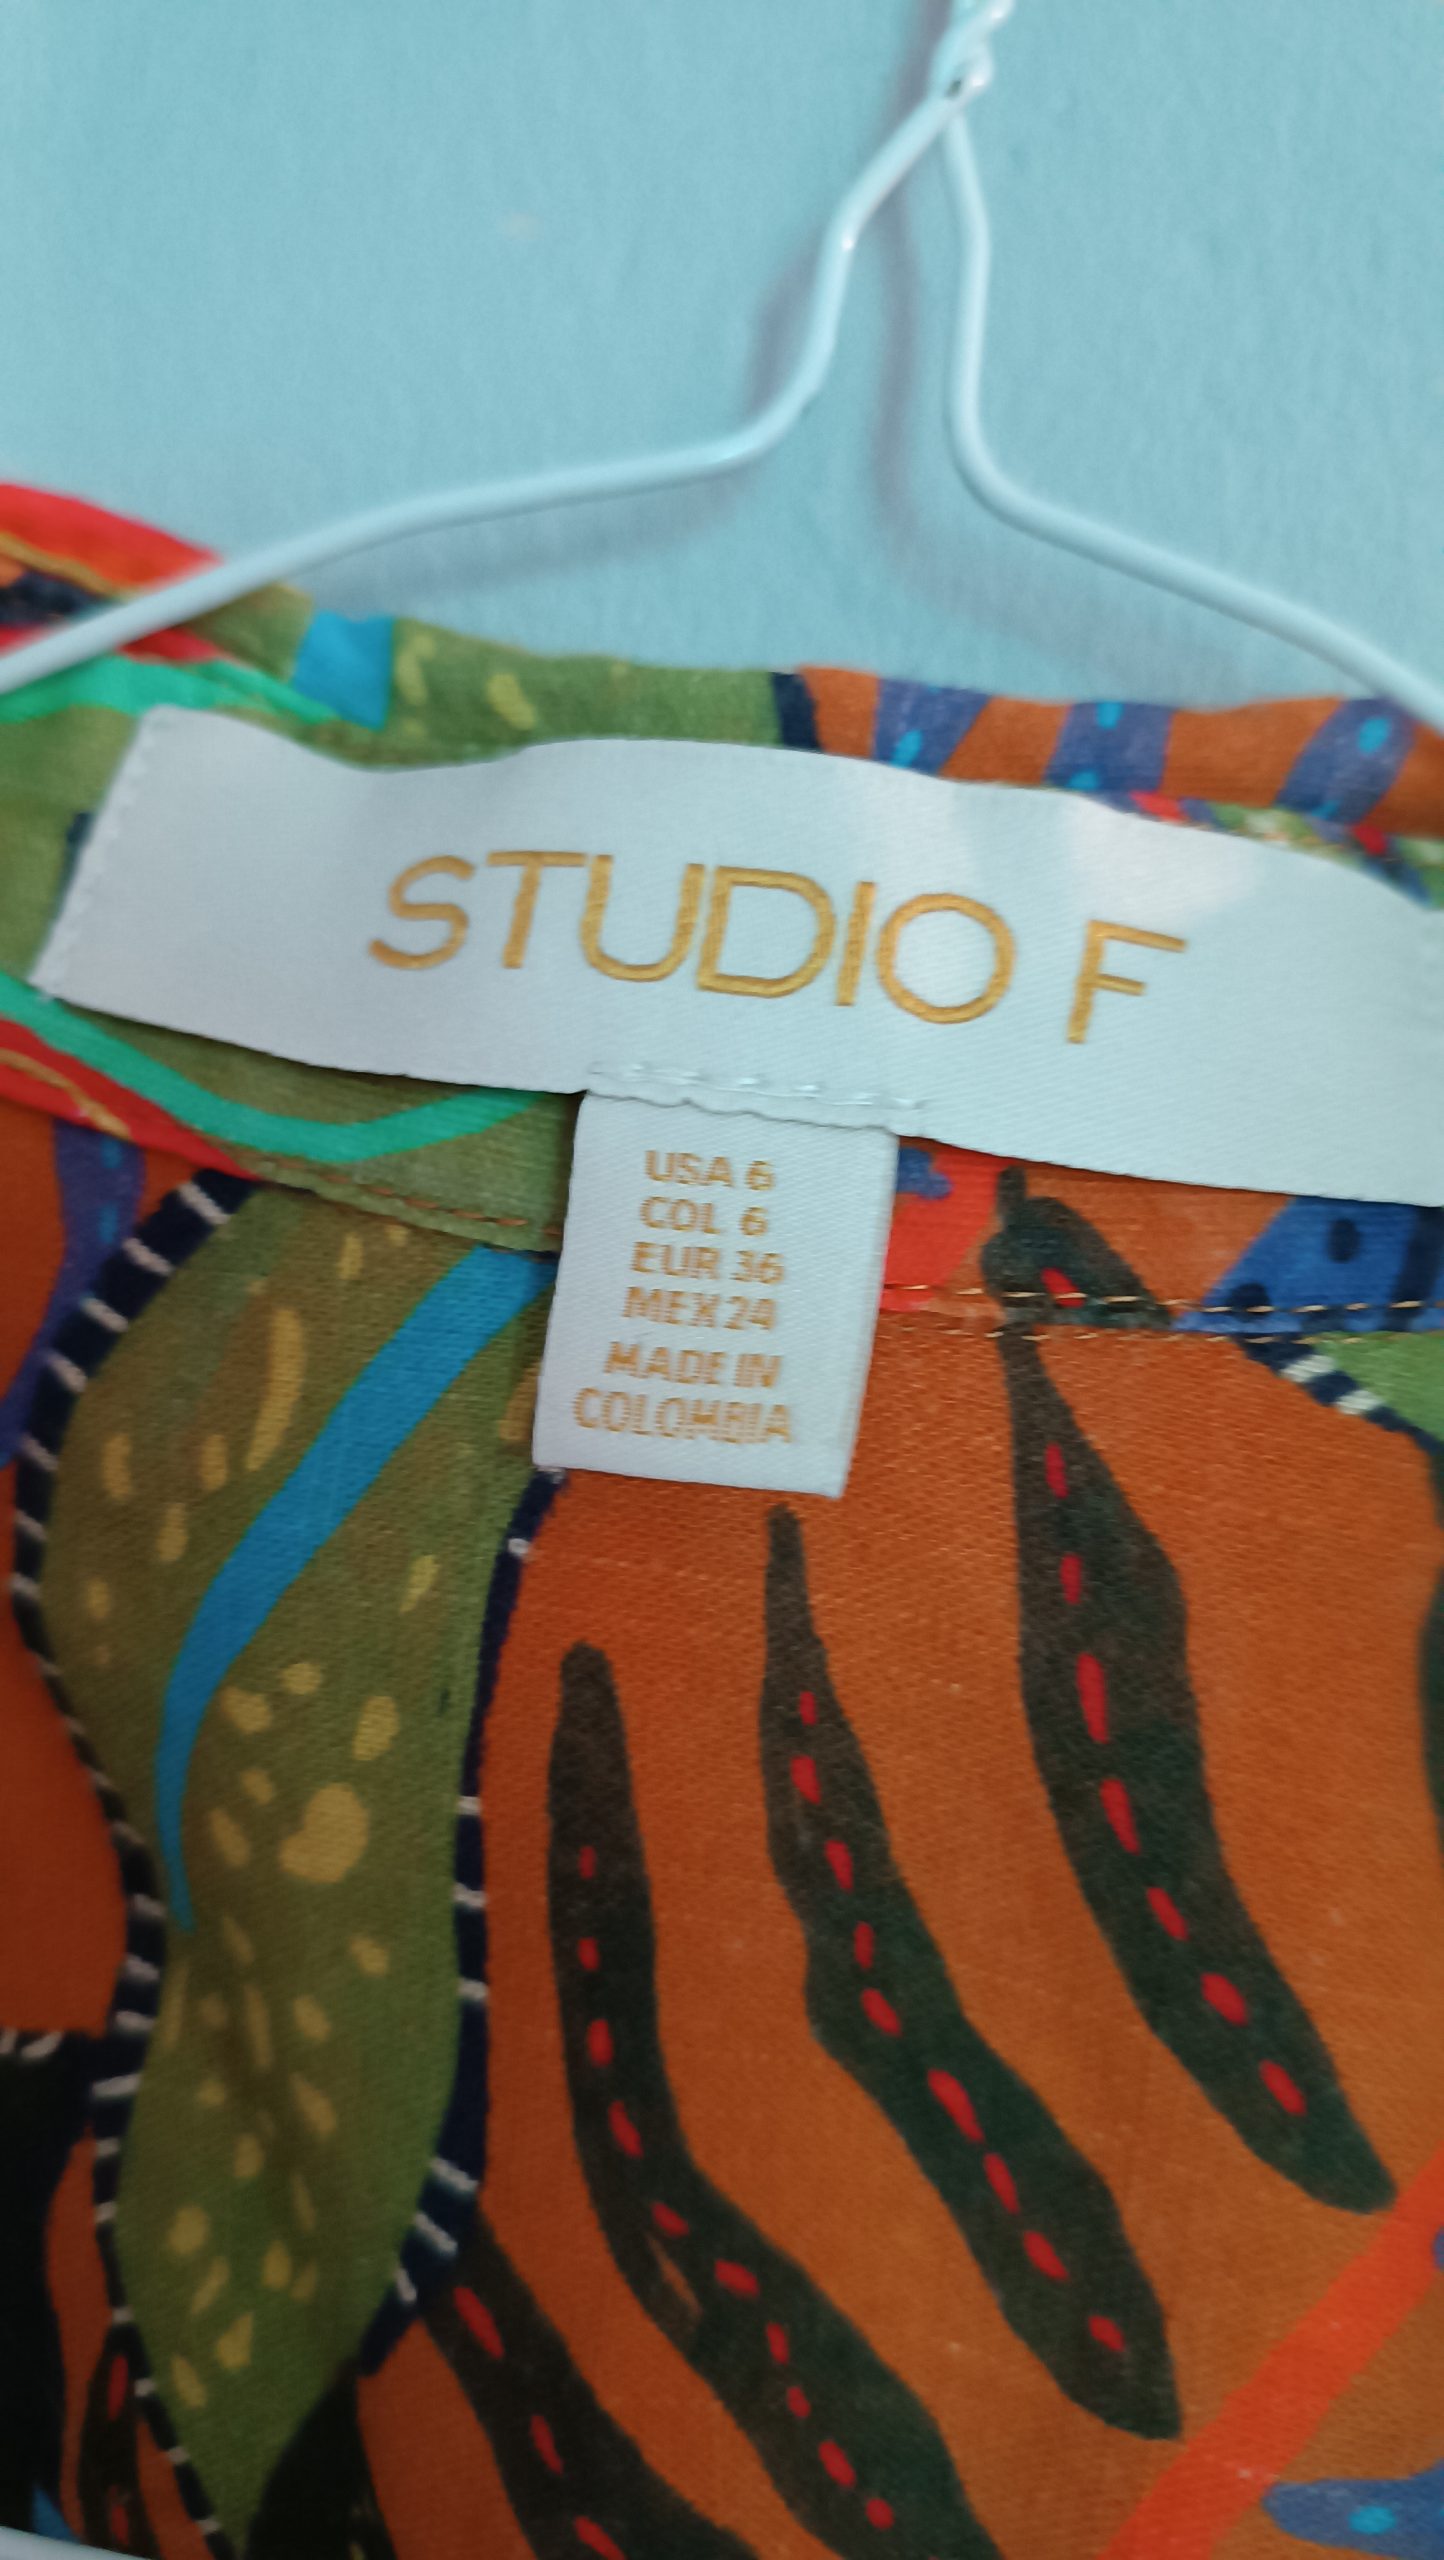 STUDIO F
USA 6
COL 6
EUR 36
MEX 24
MADE IN
COLOMBIA